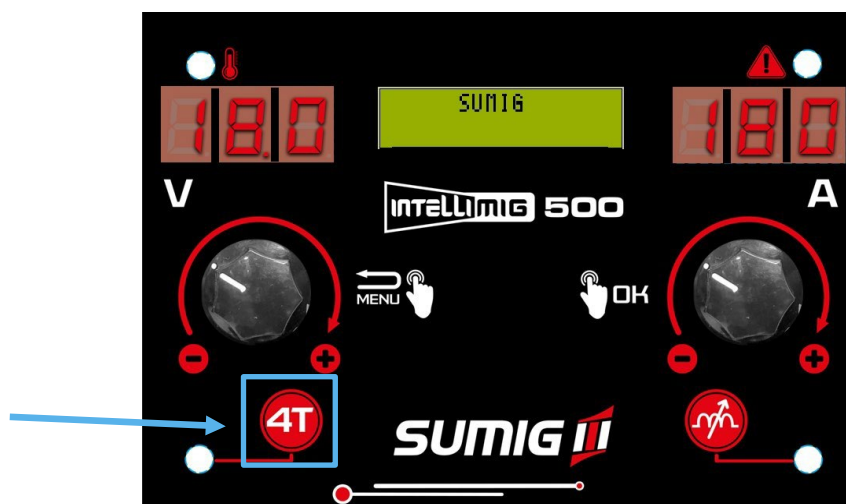 18.0
SUMIG
180
V
A
INTELLIMIG 500
MENU
OK
4T
SUMIG